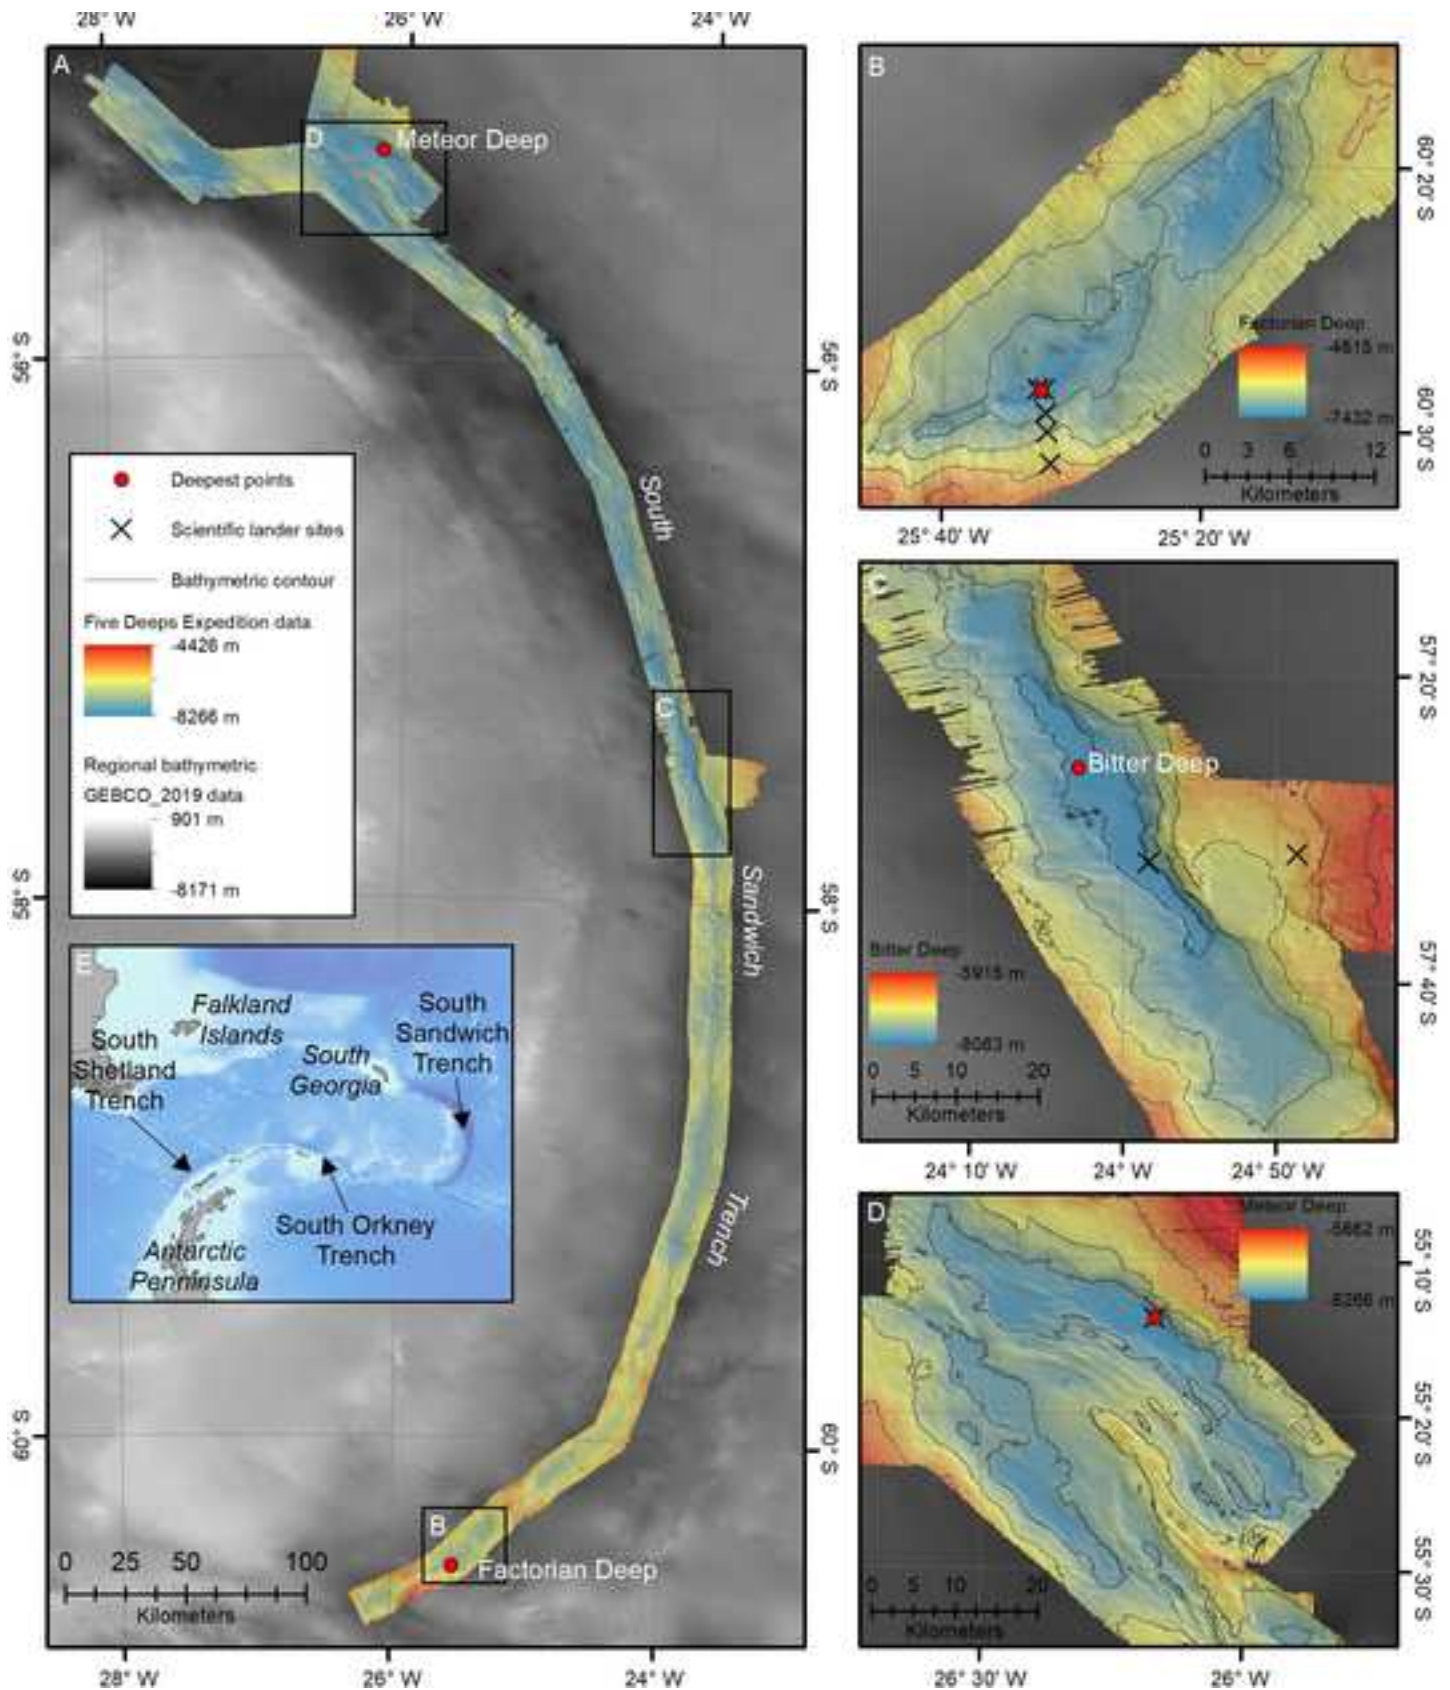 28° W
26° W
24° W
A
D
Meteor Deep
56° S
56° S
South
Deepest points
Scientific lander sites
Bathymetric contour
Five Deeps Expedition data
-4426 m
-8266 m
Regional bathymetric
GEBCO_2019 data
901 m
-8171 m
C
58° S
58° S
Sandwich
E
Falkland
Islands
South
Shetland
Trench
South
Georgia
South
Sandwich
Trench
South Orkney
Trench
Antarctic
Penninsula
Trench
60° S
60° S
B
Factorian Deep
0 25 50 100
Kilometers
28° W
26° W
24° W
B
60° 20' S
Factorian Deep
-4815 m
-7432 m
60° 30' S
0 3 6 12
Kilometers
25° 40' W
25° 20' W
C
57° 20' S
Bitter Deep
Bitter Deep
-5915 m
-8063 m
57° 40' S
0 5 10 20
Kilometers
24° 10' W
24° W
24° 50' W
D
Meteor Deep
-5662 m
-8266 m
55° 10' S
55° 20' S
55° 30' S
0 5 10 20
Kilometers
26° 30' W
26° W